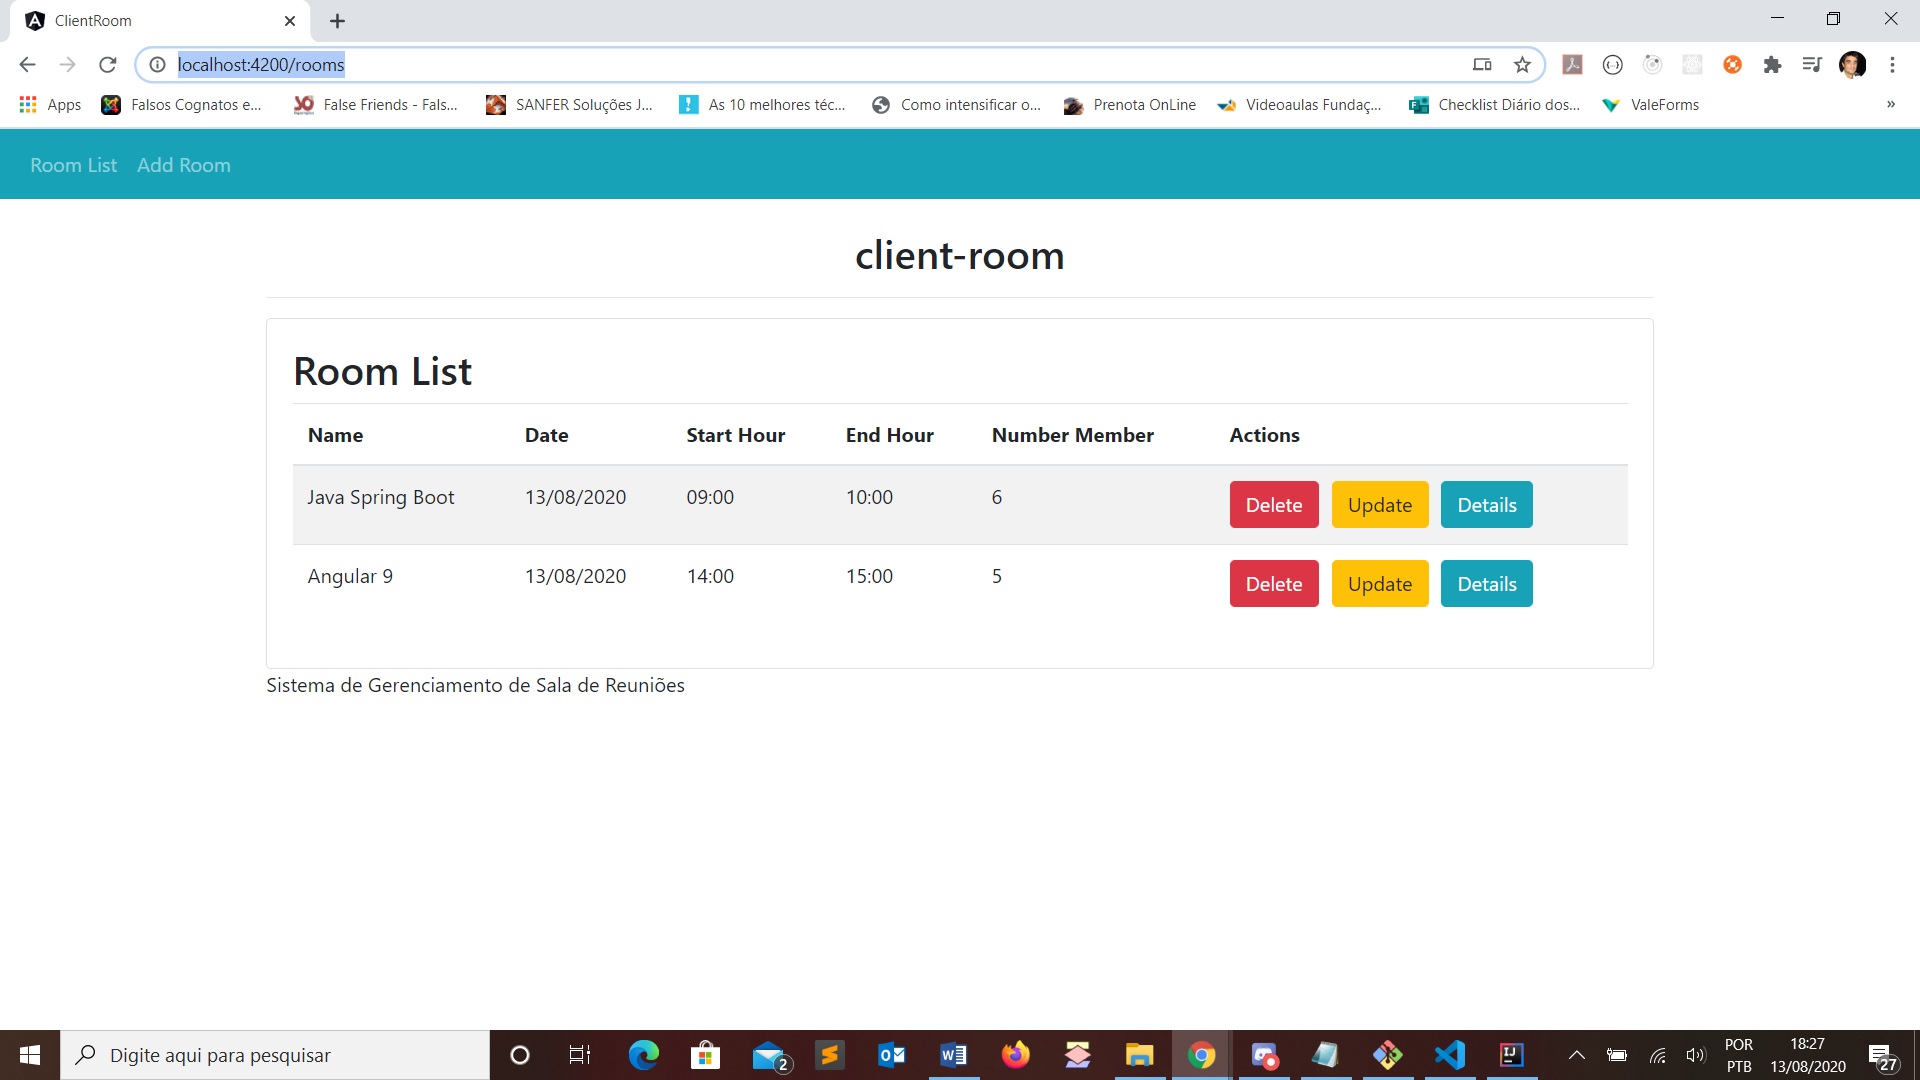 ClientRoom
localhost:4200/rooms
Apps Falsos Cognatos e... False Friends - Fals... SANFER Soluções J... As 10 melhores téc... Como intensificar o... Prenota OnLine Videoaulas Fundaç... Checklist Diário dos... ValeForms »
Room List Add Room
client-room
Room List
Name Date Start Hour End Hour Number Member Actions
Java Spring Boot 13/08/2020 09:00 10:00 6 Delete Update Details
Angular 9 13/08/2020 14:00 15:00 5 Delete Update Details
Sistema de Gerenciamento de Sala de Reuniões
Digite aqui para pesquisar
2
POR
PTB
18:27
13/08/2020
27